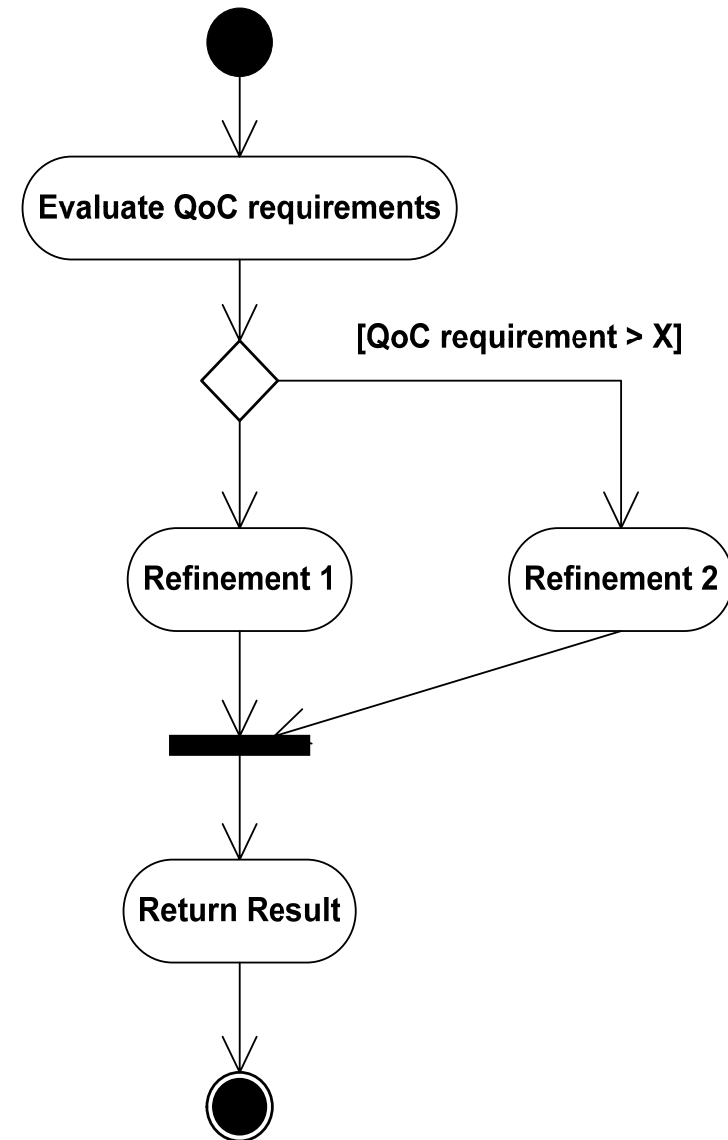 Evaluate QoC requirements
[QoC requirement > X]
Refinement 1
Refinement 2
Return Result